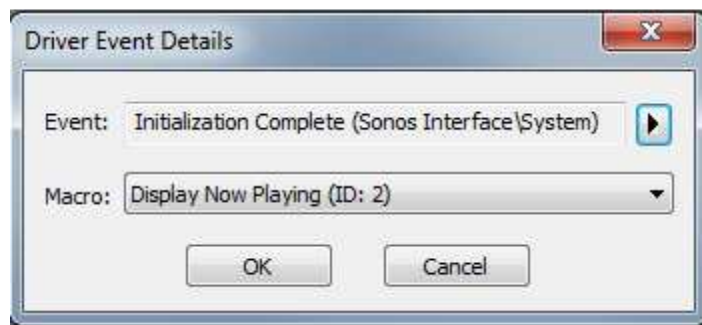 Driver Event Details
Event: Initialization Complete (Sonos Interface\System)
Macro: Display Now Playing (ID: 2)
OK Cancel